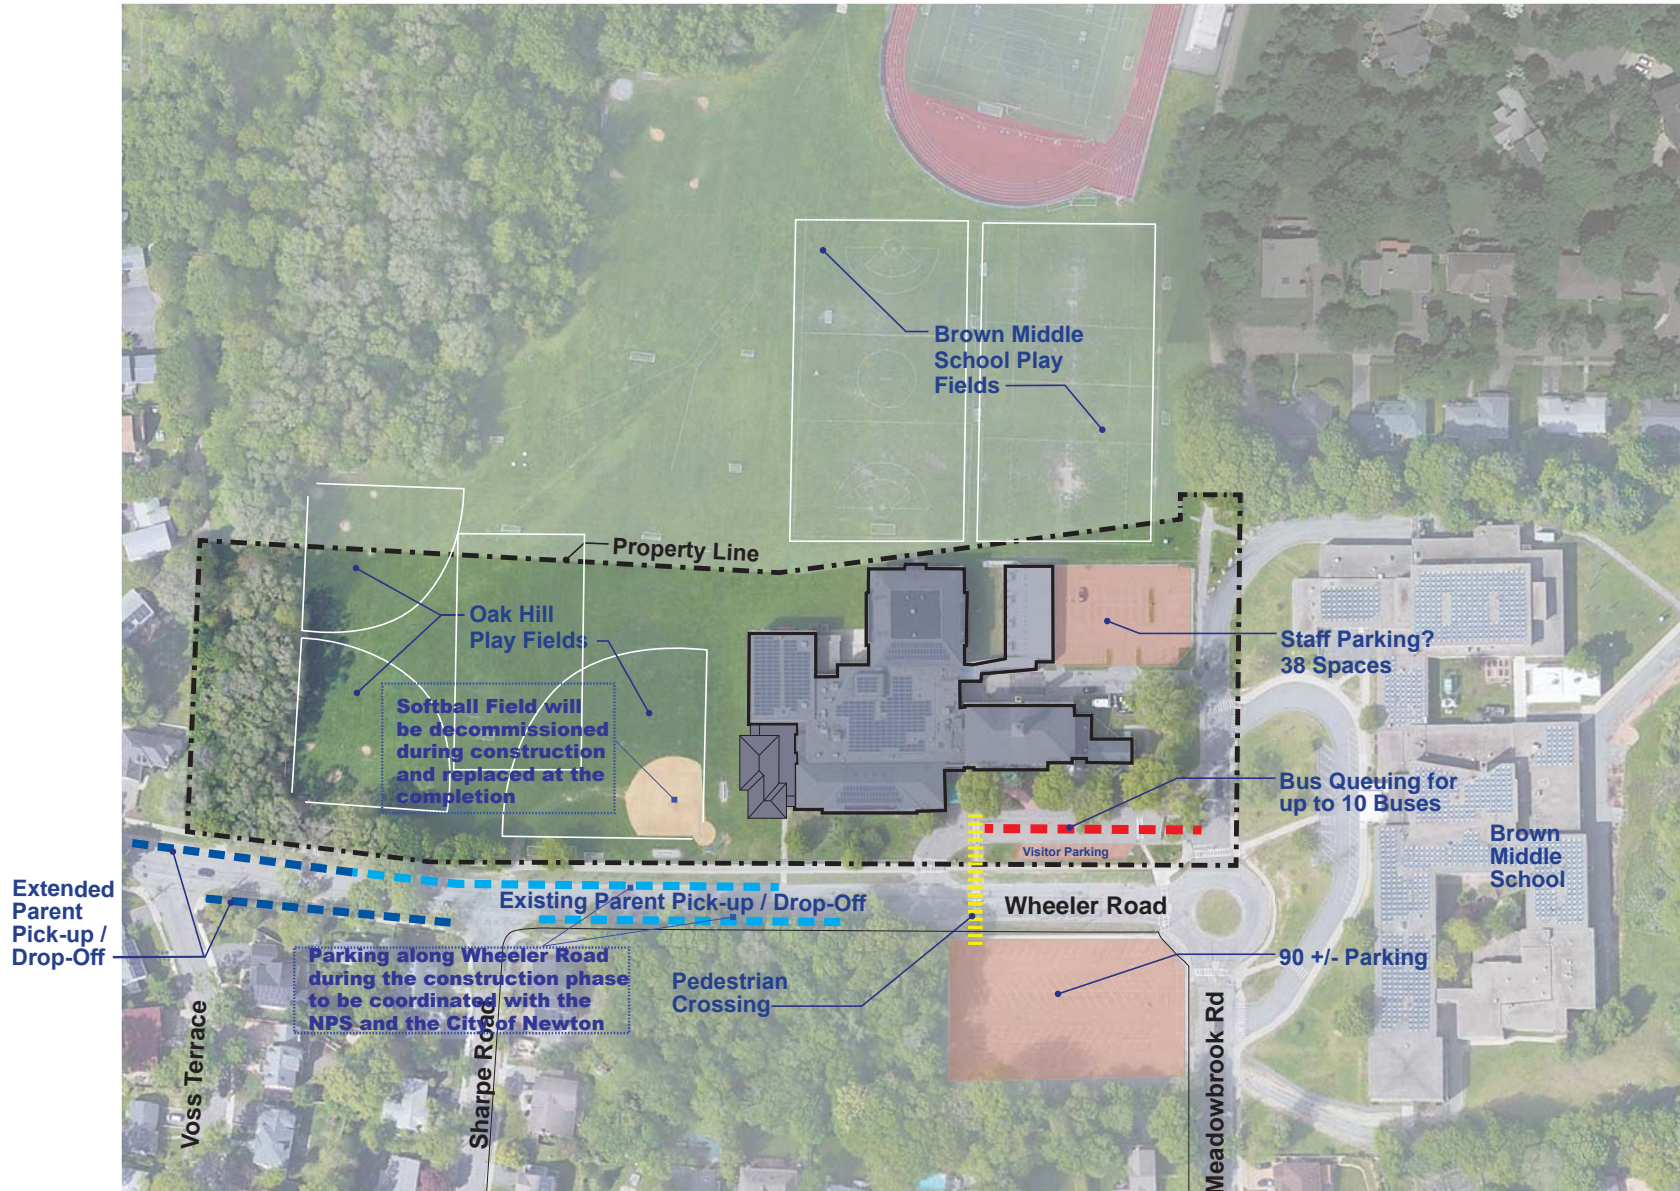 Brown Middle
School Play
Fields
Property Line
Oak Hill
Play Fields
Staff Parking?
38 Spaces
Softball Field will
be decommissioned
during construction
and replaced at the
completion
Bus Queuing for
up to 10 Buses
Visitor Parking
Brown
Middle
School
Extended
Parent
Pick-up /
Drop-Off
Existing Parent Pick-up / Drop-Off
Wheeler Road
Parking along Wheeler Road
during the construction phase
to be coordinated with the
NPS and the City of Newton
Pedestrian
Crossing
90 +/- Parking
Voss Terrace
Sharpe Road
Meadowbrook Rd